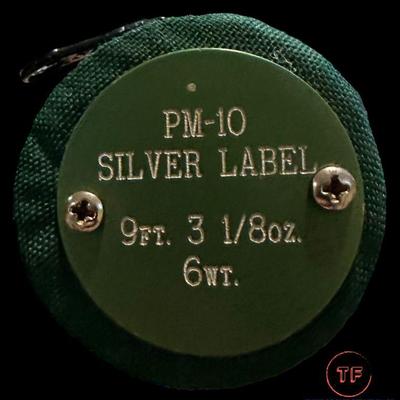 PM-10
SILVER LABEL
9FT. 3 1/8OZ.
6WT.
TF